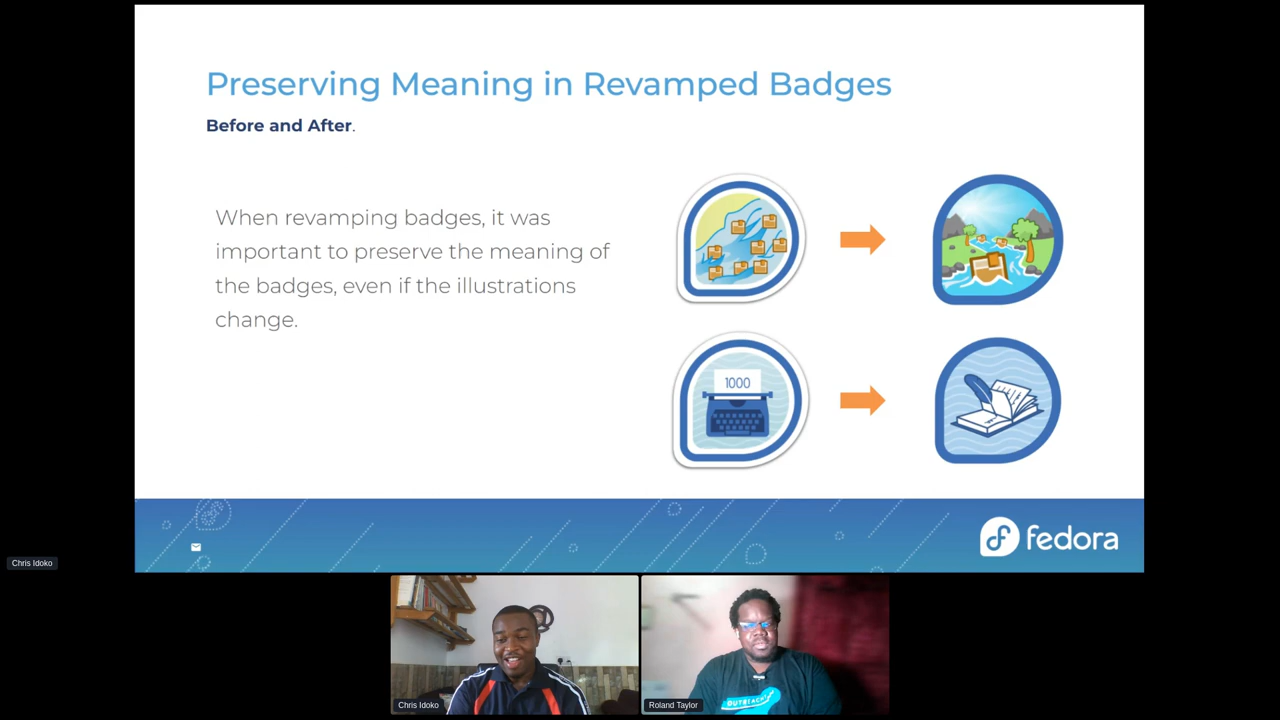 Preserving Meaning in Revamped Badges
Before and After.
When revamping badges, it was
important to preserve the meaning of
the badges, even if the illustrations
change.
1000
fedora
Chris Idoko
Chris Idoko
Roland Taylor